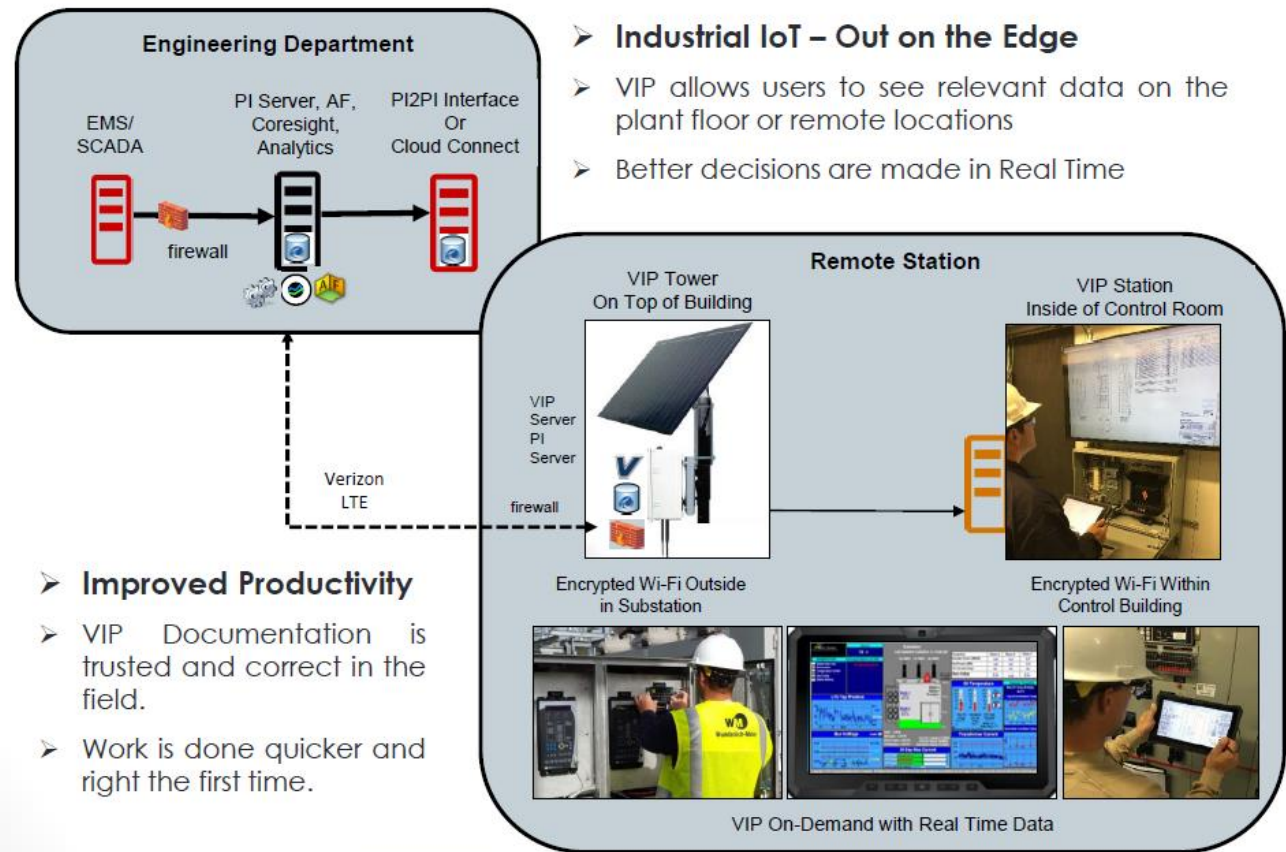 Engineering Department
EMS/
SCADA
PI Server, AF,
Coresight,
Analytics
PI2PI Interface
Or
Cloud Connect
firewall
➢ Industrial IoT – Out on the Edge
➢ VIP allows users to see relevant data on the
plant floor or remote locations
➢ Better decisions are made in Real Time
Remote Station
VIP Tower
On Top of Building
VIP Station
Inside of Control Room
VIP
Server
PI
Server
Verizon
LTE
firewall
Encrypted Wi-Fi Outside
in Substation
Encrypted Wi-Fi Within
Control Building
➢ Improved Productivity
➢ VIP Documentation is
trusted and correct in the
field.
➢ Work is done quicker and
right the first time.
WM
VIP On-Demand with Real Time Data